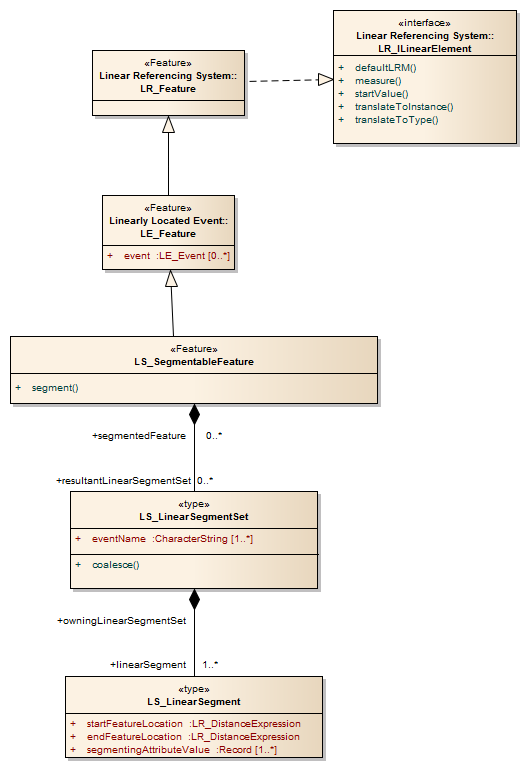 «interface»
Linear Referencing System::
LR_ILinearElement
+ defaultLRM()
+ measure()
+ startValue()
+ translateToInstance()
+ translateToType()
«Feature»
Linear Referencing System::
LR_Feature
«Feature»
Linearly Located Event::
LE_Feature
+ event :LE_Event [0..*]
«Feature»
LS_SegmentableFeature
+ segment()
+segmentedFeature 0..*
+resultantLinearSegmentSet 0..*
«type»
LS_LinearSegmentSet
+ eventName :CharacterString [1..*]
+ coalesce()
+owningLinearSegmentSet
+linearSegment 1..*
«type»
LS_LinearSegment
+ startFeatureLocation :LR_DistanceExpression
+ endFeatureLocation :LR_DistanceExpression
+ segmentingAttributeValue :Record [1..*]